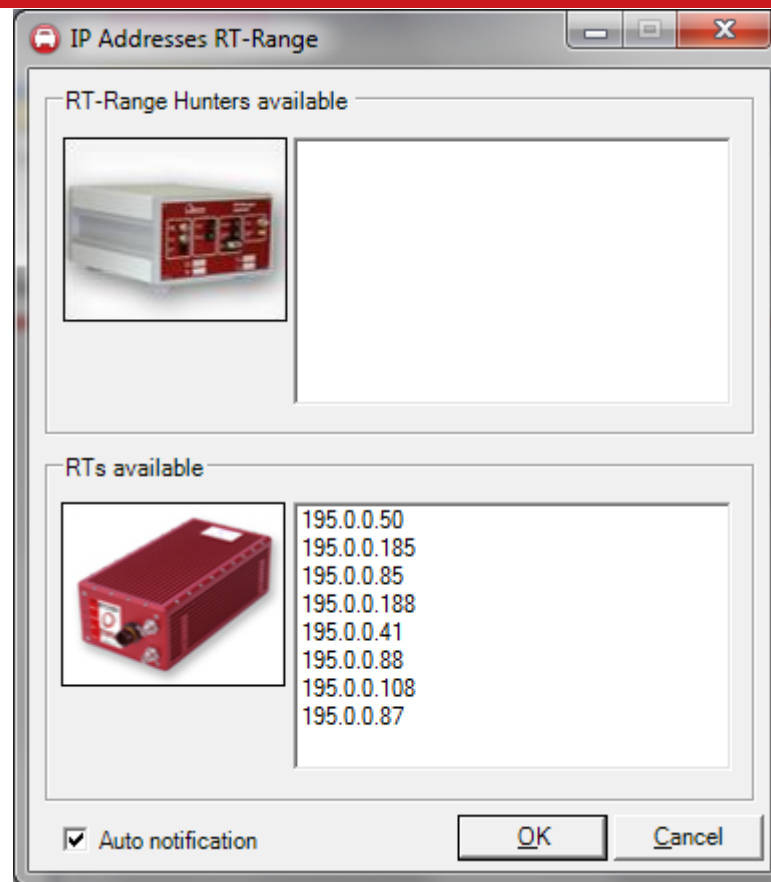 IP Addresses RT-Range
RT-Range Hunters available
RTs available
195.0.0.50
195.0.0.185
195.0.0.85
195.0.0.188
195.0.0.41
195.0.0.88
195.0.0.108
195.0.0.87
Auto notification
OK
Cancel